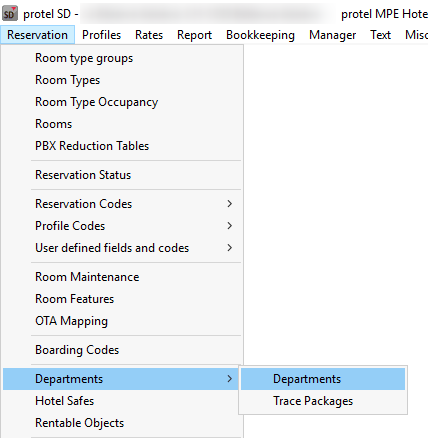 SD protel SD - protel MPE Hote
Reservation Profiles Rates Report Bookkeeping Manager Text Misc
Room type groups
Room Types
Room Type Occupancy
Rooms
PBX Reduction Tables
Reservation Status
Reservation Codes
Profile Codes
User defined fields and codes
Room Maintenance
Room Features
OTA Mapping
Boarding Codes
Departments Departments
Hotel Safes Trace Packages
Rentable Objects